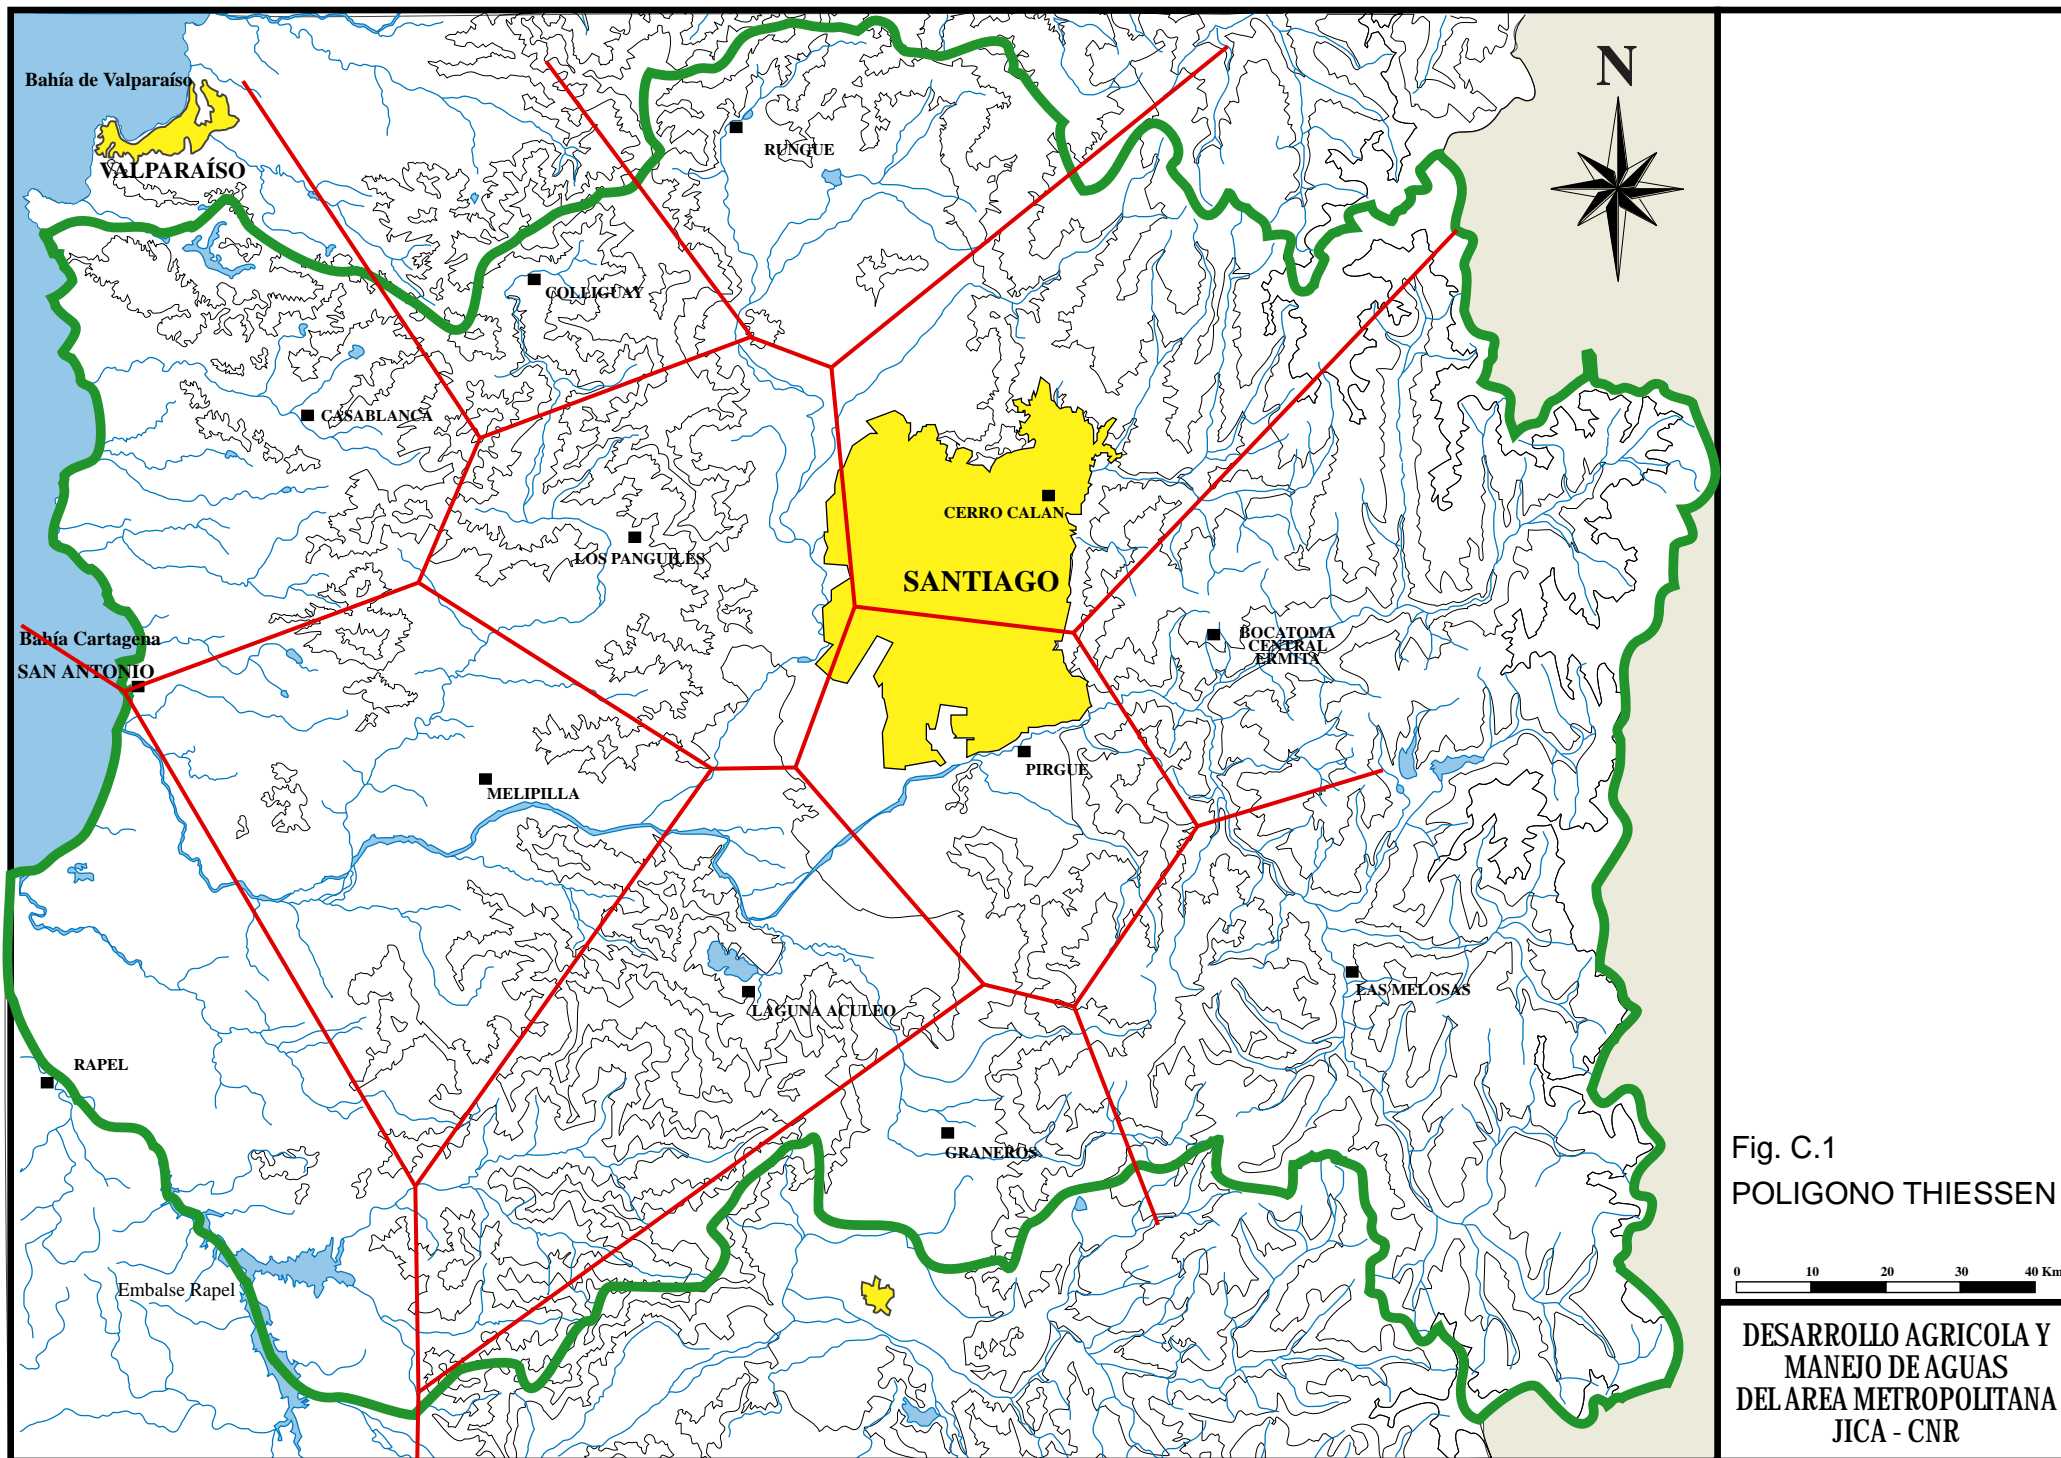 Bahía de Valparaíso
VALPARAÍSO
RUNGUE
COLLIGUAY
CASABLANCA
CERRO CALAN
LOS PANGUILES
SANTIAGO
Bahía Cartagena
SAN ANTONIO
BOCATOMA
CENTRAL
ERMITA
PIRGUE
MELIPILLA
LAS MELOSAS
LAGUNA ACULEO
RAPEL
GRANEROS
Embalse Rapel
N
Fig. C.1
POLIGONO THIESSEN
0 10 20 30 40 Km
DESARROLLO AGRICOLA Y
MANEJO DE AGUAS
DEL AREA METROPOLITANA
JICA - CNR